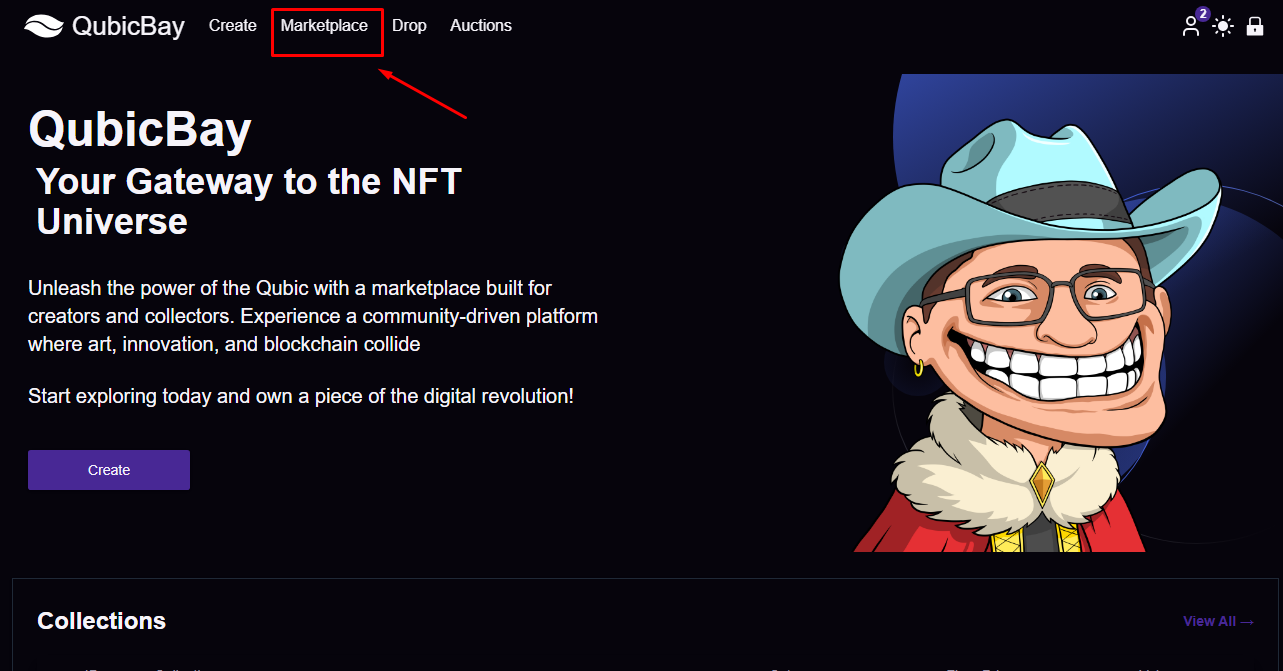 QubicBay Create Marketplace Drop Auctions 2
QubicBay
Your Gateway to the NFT
Universe
Unleash the power of the Qubic with a marketplace built for
creators and collectors. Experience a community-driven platform
where art, innovation, and blockchain collide
Start exploring today and own a piece of the digital revolution!
Create
Collections View All →